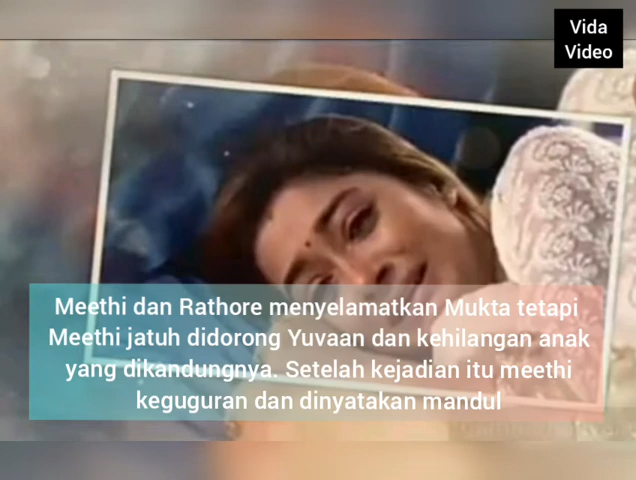 Vida
Video
Meethi dan Rathore menyelamatkan Mukta tetapi
Meethi jatuh didorong Yuvaan dan kehilangan anak
yang dikandungnya. Setelah kejadian itu meethi
keguguran dan dinyatakan mandul